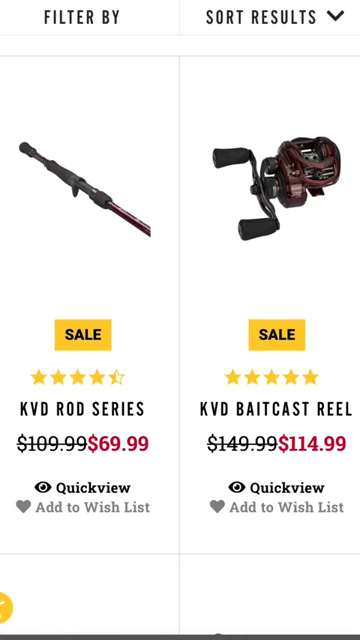 FILTER BY
SORT RESULTS
SALE
KVD ROD SERIES
$109.99$69.99
Quickview
Add to Wish List
SALE
KVD BAITCAST REEL
$149.99$114.99
Quickview
Add to Wish List